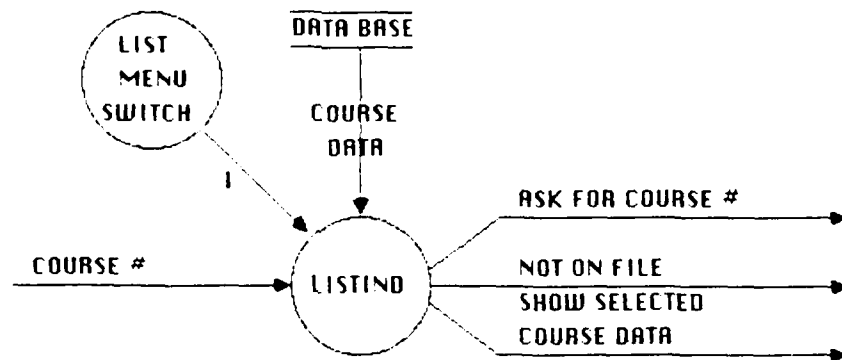 LIST
MENU
SWITCH
DATA BASE
COURSE
DATA
1
ASK FOR COURSE #
COURSE #
LISTIND
NOT ON FILE
SHOW SELECTED
COURSE DATA